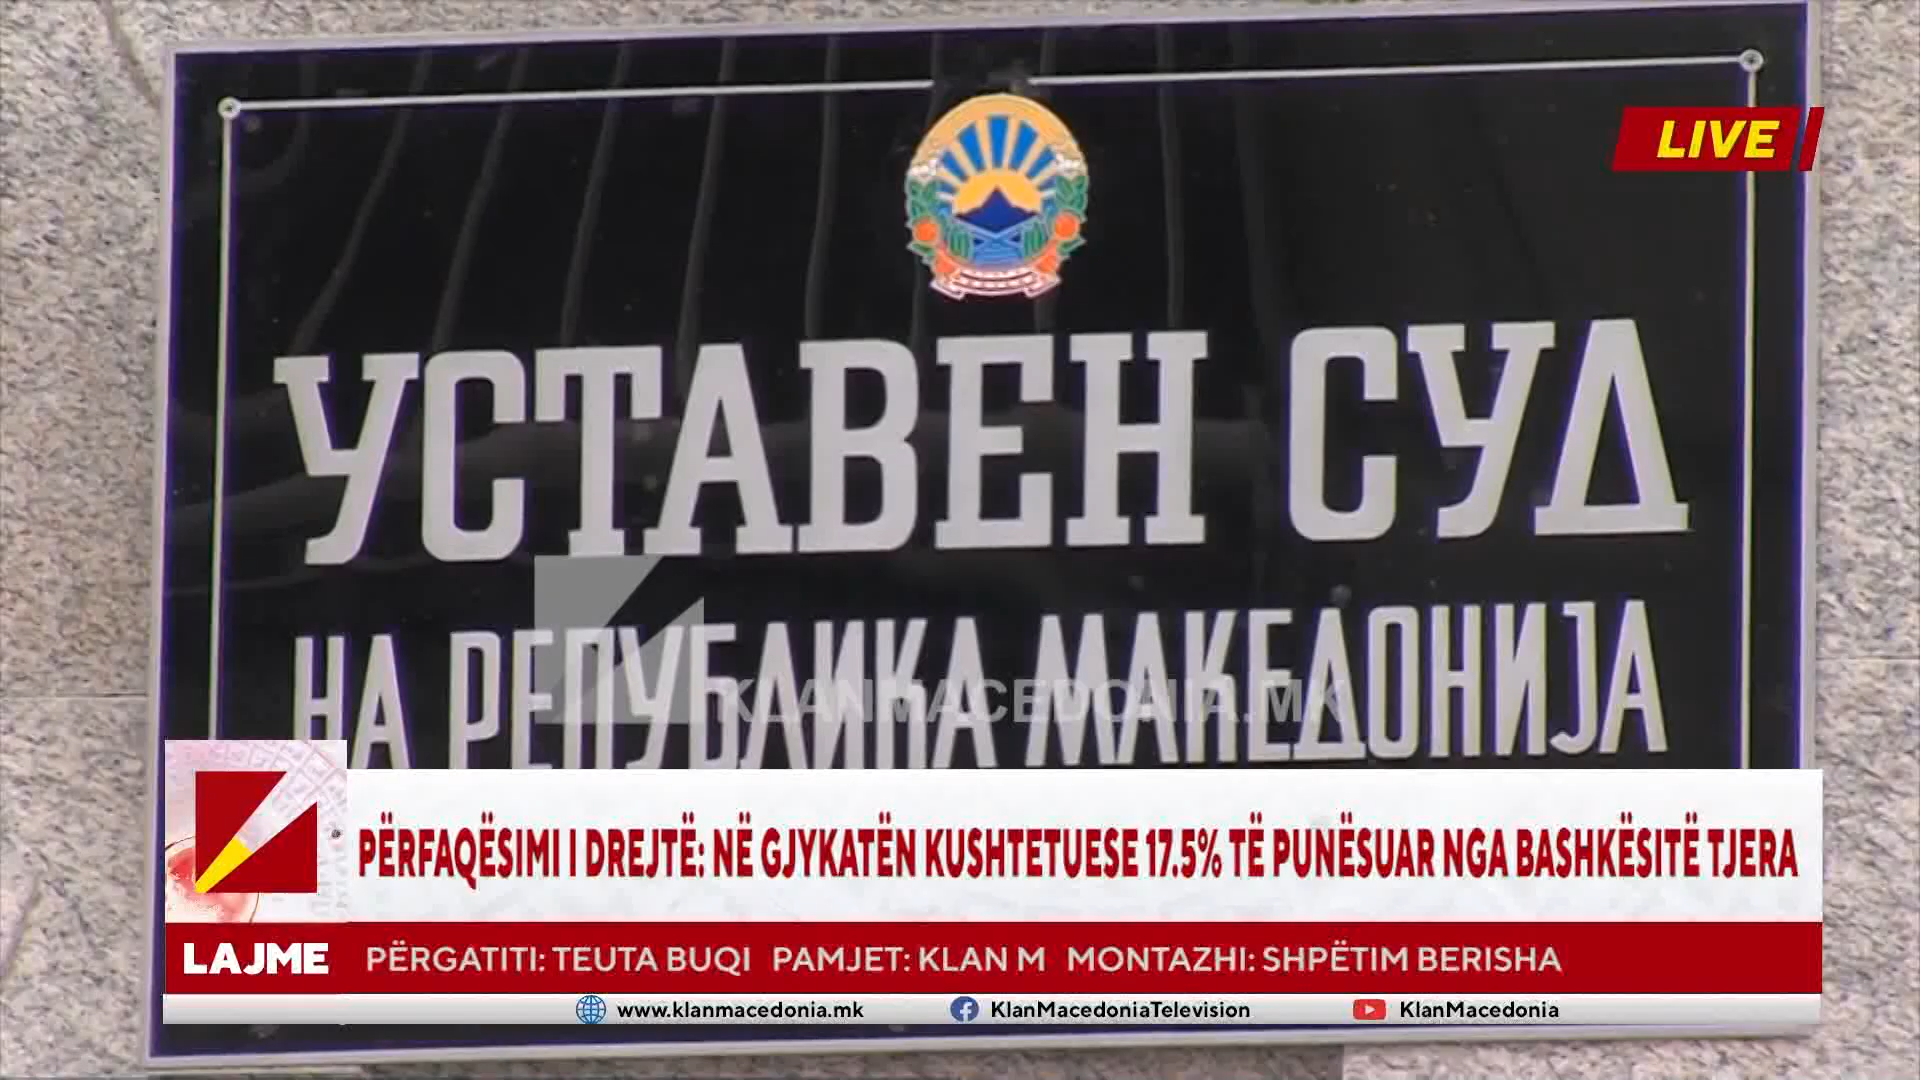 LIVE
УСТАВЕН СУД
НА РЕПУБЛИКА МАКЕДОНИЈА
KLANMACEDONIA.MK
PËRFAQËSIMI I DREJTË: NË GJYKATËN KUSHTETUESE 17.5% TË PUNËSUAR NGA BASHKËSITË TJERA
LAJME PËRGATITI: TEUTA BUQI PAMJET: KLAN M MONTAZHI: SHPËTIM BERISHA
www.klanmacedonia.mk KlanMacedoniaTelevision KlanMacedonia